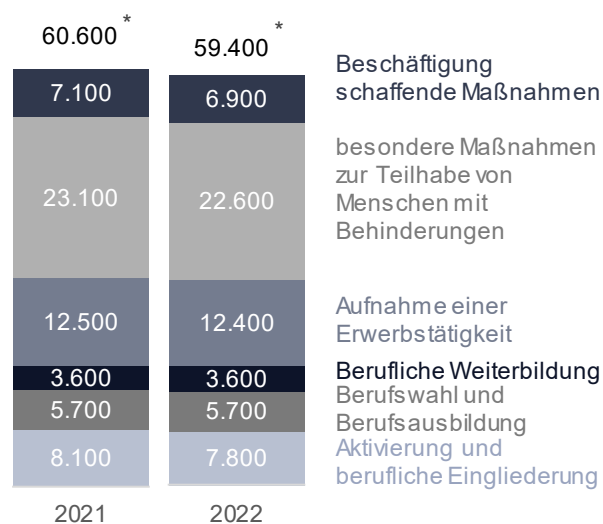 60.600 *
59.400 *
Beschäftigung
schaffende Maßnahmen
7.100
6.900
besondere Maßnahmen
zur Teilhabe von
Menschen mit
Behinderungen
23.100
22.600
Aufnahme einer
Erwerbstätigkeit
12.500
12.400
Berufliche Weiterbildung
3.600
3.600
Berufswahl und
Berufsausbildung
5.700
5.700
Aktivierung und
berufliche Eingliederung
8.100
7.800
2021
2022